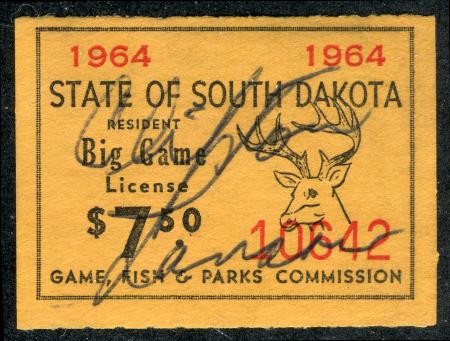 1964 1964
STATE OF SOUTH DAKOTA
RESIDENT
Big Game
License
$7.50
10642
GAME, FISH & PARKS COMMISSION